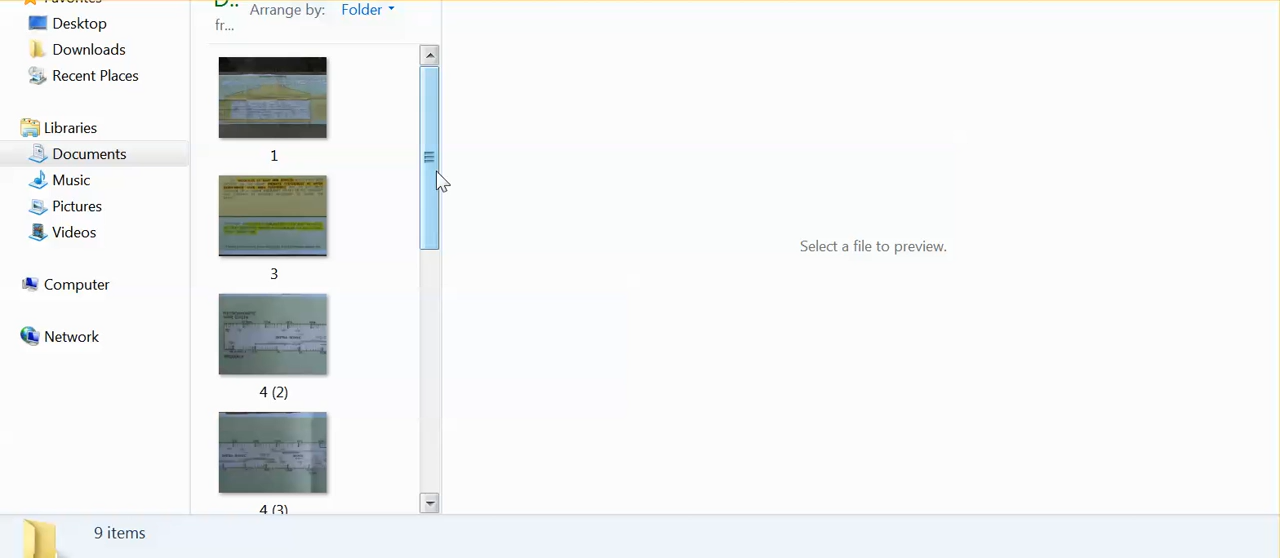 Favorites
Desktop
Downloads
Recent Places
Libraries
Documents
Music
Pictures
Videos
Computer
Network
D..
fr...
Arrange by: Folder
1
3
4 (2)
4 (3)
Select a file to preview.
9 items